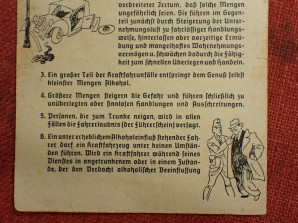 verbreiteter Irrtum, daß solche Mengen
ungefährlich seien. Sie führen im Gegen-
teil zunächst durch Steigerung der Unter-
nehmungslust zu fahrlässiger Handlungs-
weise, hinterlassen aber vorzeitige Ermü-
dung und mangelhaftes Wahrnehmungsver-
mögen u. schwächen dadurch die Fähig-
keit zum schnellen Überlegen und Handeln.
3. Ein großer Teil der Kraftfahrunfälle entspringt dem Genuß selbst
kleinster Mengen Alkohol.
4. Größere Mengen steigern die Gefahr und führen schließlich zu
unüberlegten oder sinnlosen Handlungen und Ausschreitungen.
5. Personen, die zum Trunke neigen, wird in allen
Fällen die Fahrerlaubnis (der Führerschein) versagt.
6. Ein unter erheblichem Alkoholeinfluß stehender Fah-
rer darf ein Kraftfahrzeug unter keinen Umstän-
den führen. Wird ein Kraftfahrer während seines
Dienstes in angetrunkenem oder in einem Zustan-
de, der den Verdacht alkoholischer Beeinflussung